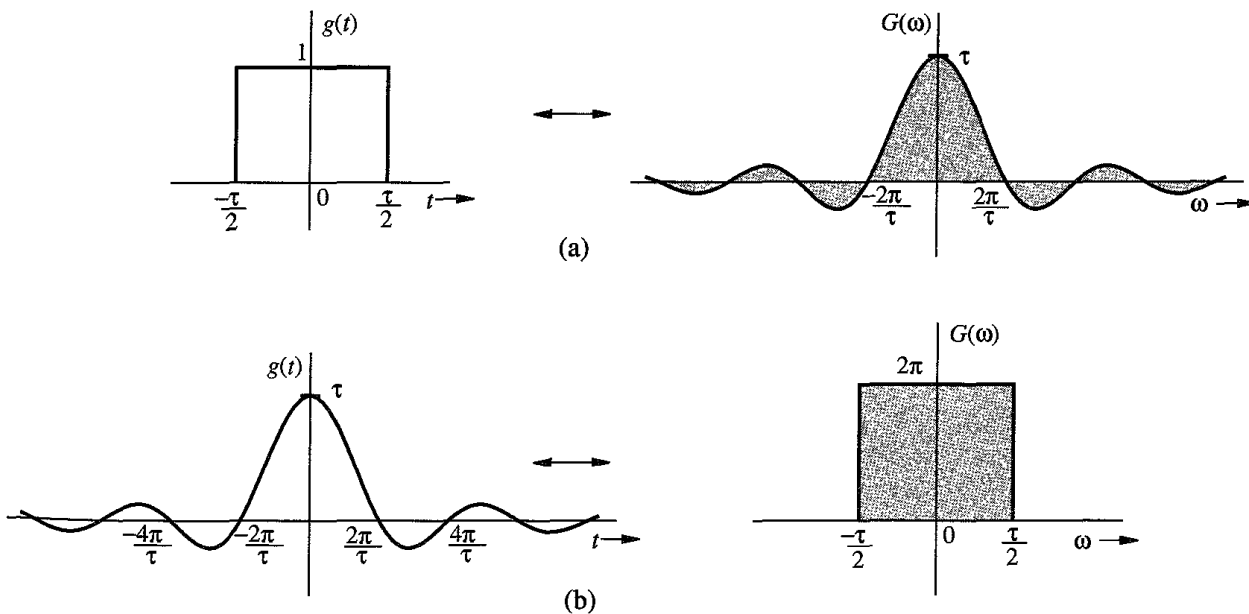 g(t)
1
-τ/2
0
τ/2
t
G(ω)
τ
-2π/τ
2π/τ
ω
(a)
g(t)
τ
-4π/τ
-2π/τ
2π/τ
4π/τ
t
G(ω)
2π
-τ/2
0
τ/2
ω
(b)